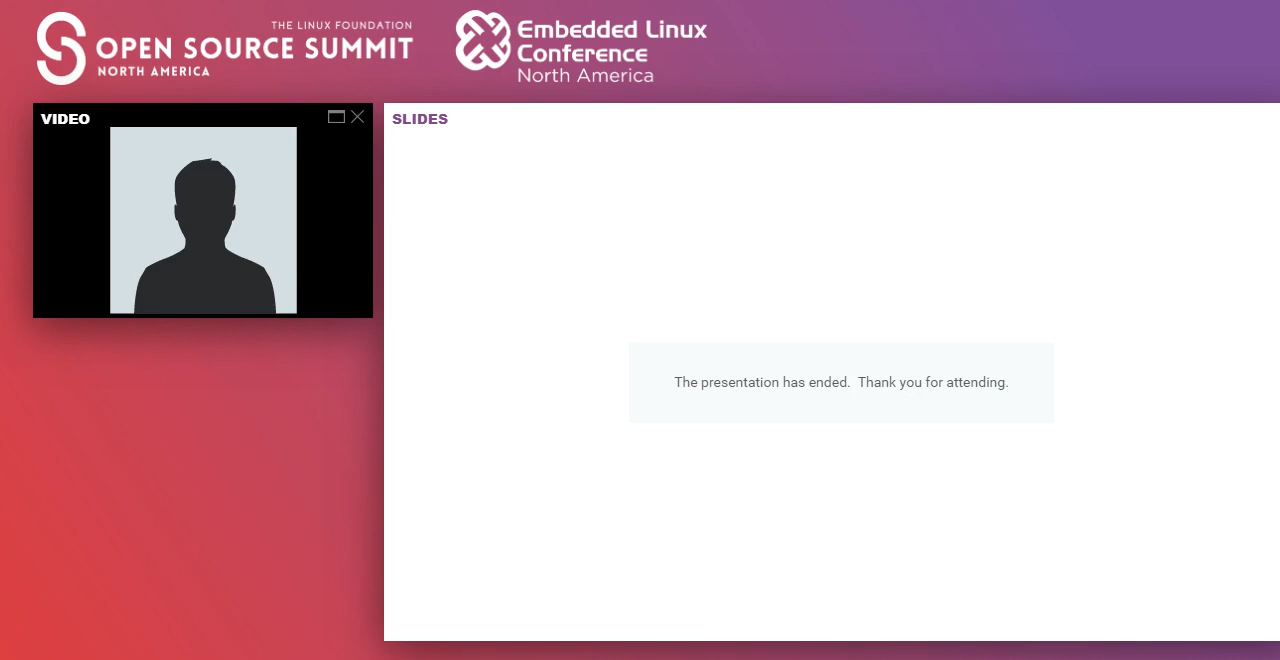 THE LINUX FOUNDATION
OPEN SOURCE SUMMIT
NORTH AMERICA
Embedded Linux
Conference
North America
VIDEO
SLIDES
The presentation has ended.  Thank you for attending.